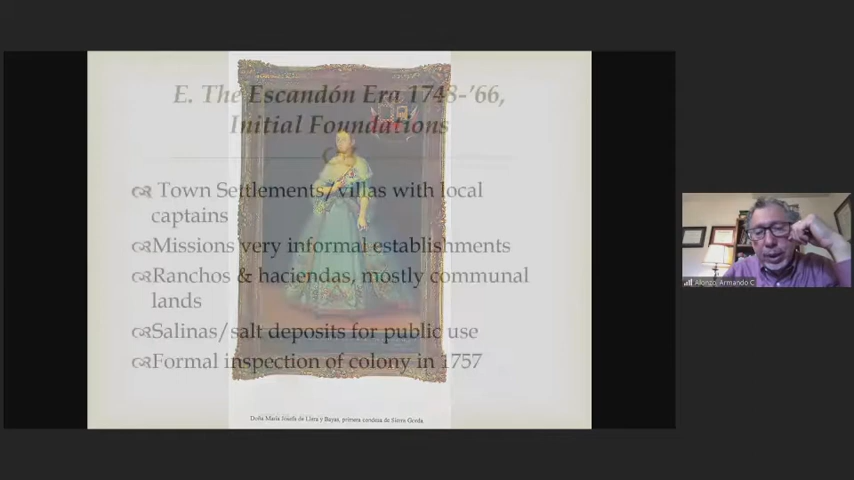 E. The Escandón Era 1748-'66,
Initial Foundations
Town Settlements/villas with local
captains
Missions very informal establishments
Ranchos & haciendas, mostly communal
lands
Salinas/salt deposits for public use
Formal inspection of colony in 1757
Doña María Josefa de Llera y Bayas, primera condesa de Sierra Gorda
Alonzo, Armando C